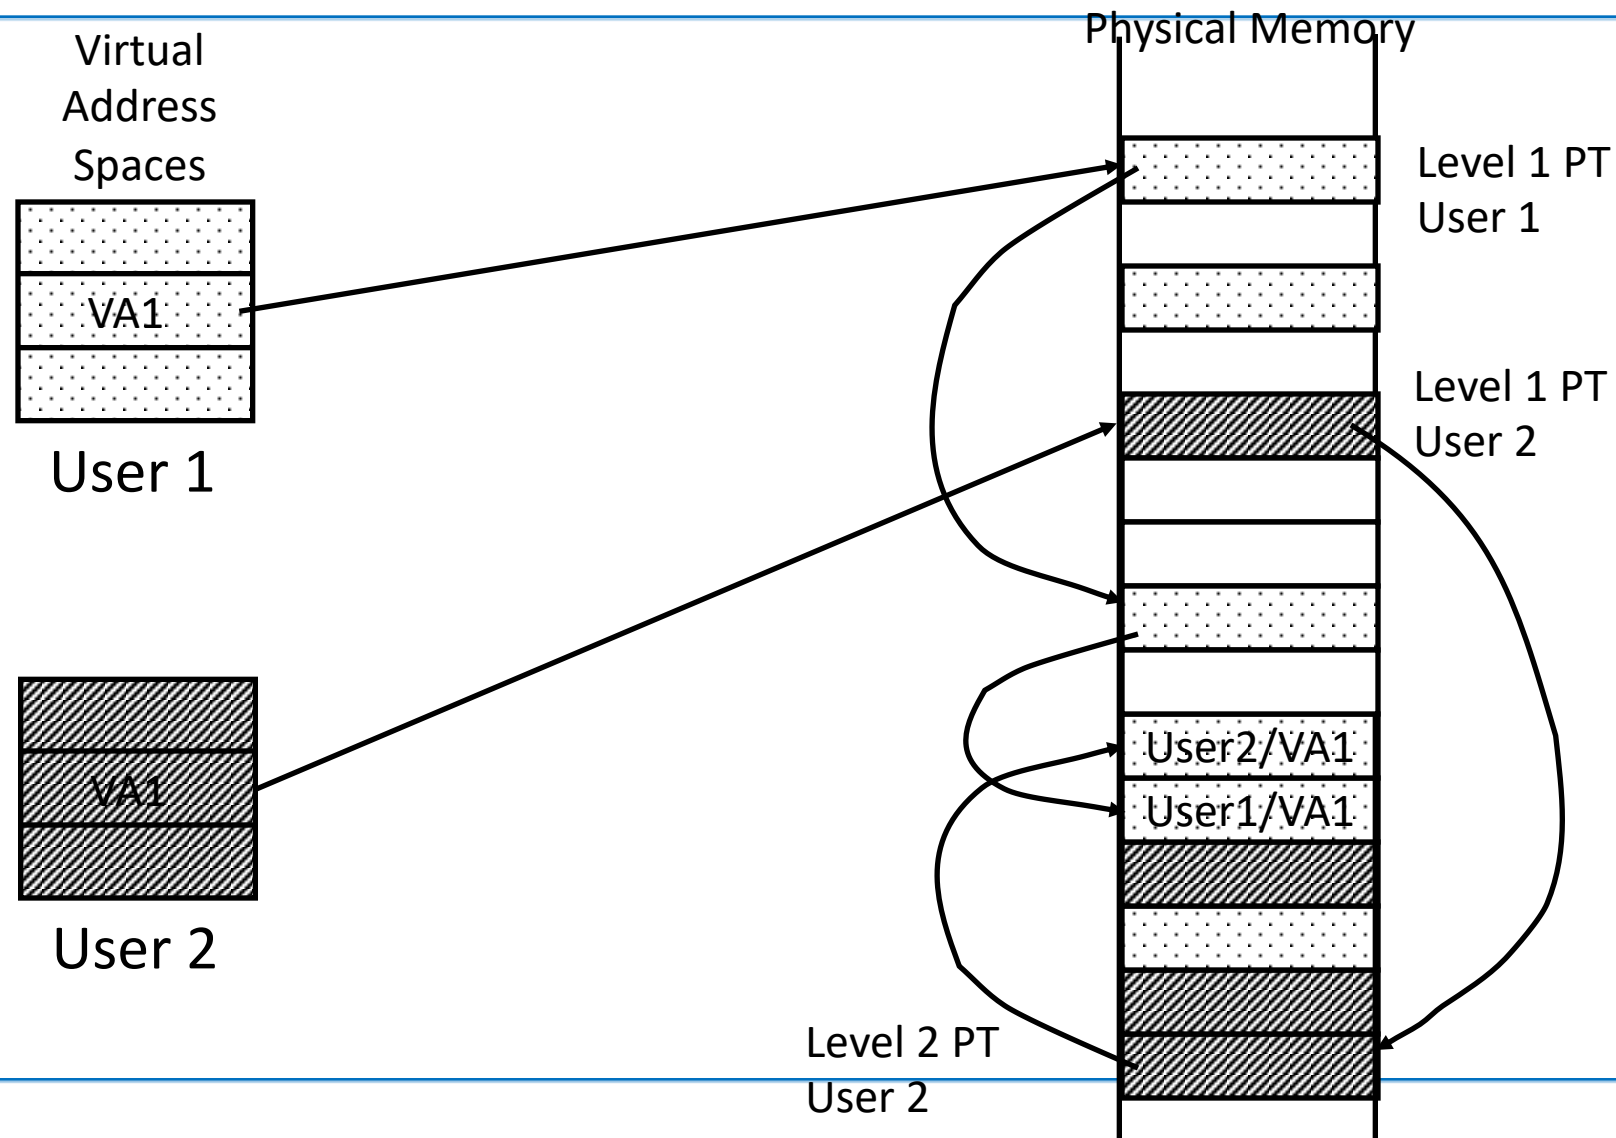 Physical Memory
Virtual
Address
Spaces
VA1
User 1
VA1
User 2
Level 1 PT
User 1
Level 1 PT
User 2
User2/VA1
User1/VA1
Level 2 PT
User 2